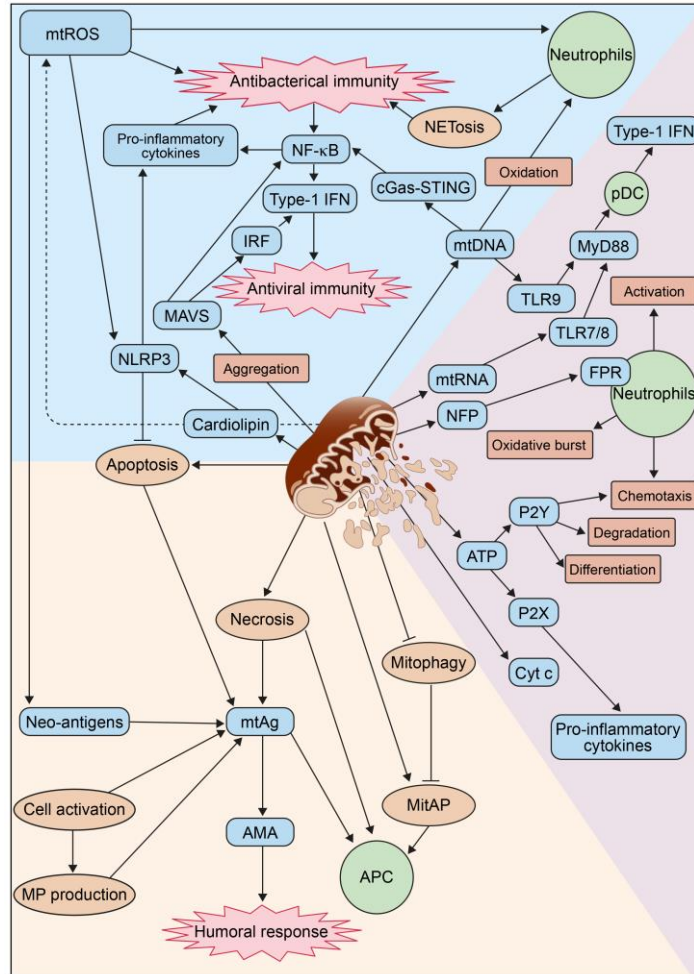 mtROS
Neutrophils
Antibacterical immunity
NETosis
Pro-inflammatory
cytokines
NF-κB
Type-1 IFN
Oxidation
cGas-STING
pDC
Type-1 IFN
IRF
mtDNA
MyD88
Antiviral immunity
TLR9
Activation
MAVS
TLR7/8
NLRP3
Aggregation
mtRNA
FPR
Cardiolipin
NFP
Neutrophils
Oxidative burst
Apoptosis
Chemotaxis
P2Y
Degradation
ATP
Differentiation
Necrosis
P2X
Mitophagy
Cyt c
Neo-antigens
mtAg
Pro-inflammatory
cytokines
Cell activation
MitAP
AMA
MP production
APC
Humoral response